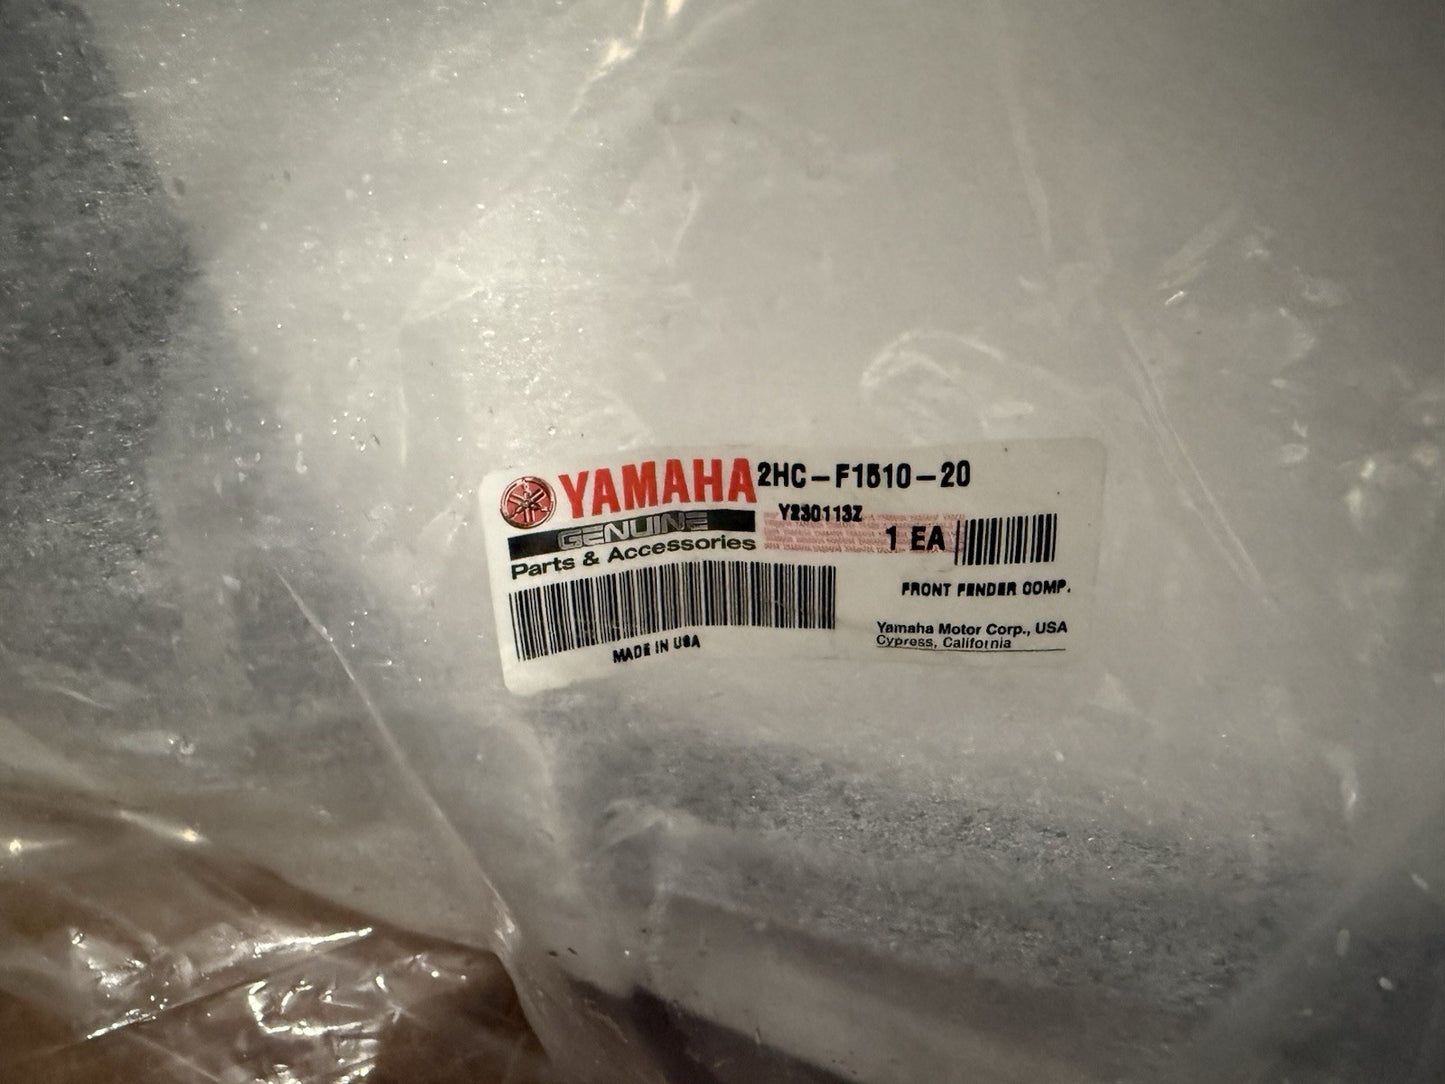 YAMAHA
GENUINE
Parts & Accessories
2HC-F1510-20
Y230113Z
1 EA
FRONT FENDER COMP.
Yamaha Motor Corp., USA
Cypress, California
MADE IN USA